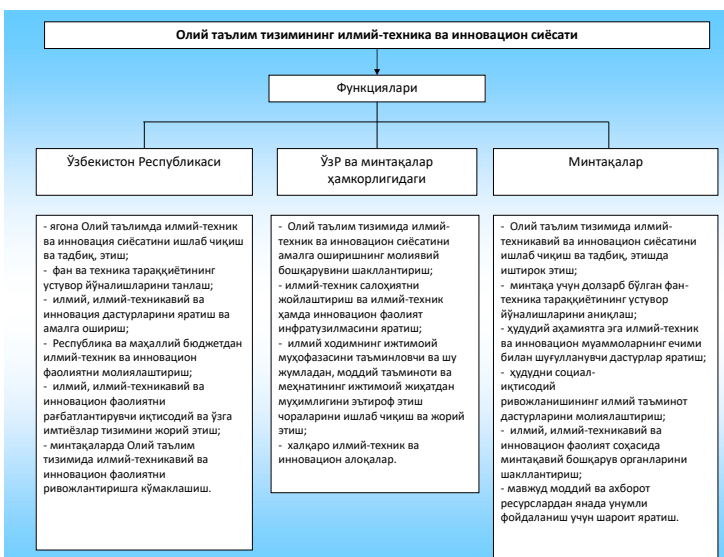 Олий таълим тизимининг илмий-техника ва инновацион сиёсати
Функциялари
Ўзбекистон Республикаси
ЎзР ва минтақалар
ҳамкорлигидаги
Минтақалар
- ягона Олий таълимда илмий-техник
ва инновация сиёсатини ишлаб чиқиш
ва тадбиқ, этиш;
- фан ва техника тараққиётининг
устувор йўналишларини танлаш;
- илмий, илмий-техникавий ва
инновация дастурларини яратиш ва
амалга ошириш;
- Республика ва маҳаллий бюджетдан
илмий-техник ва инновацион
фаолиятни молиялаштириш;
- илмий, илмий-техникавий ва
инновацион фаолиятни
рағбатлантирувчи иқтисодий ва ўзга
имтиёзлар тизимини жорий этиш;
- минтақаларда Олий таълим
тизимида илмий-техникавий ва
инновацион фаолиятни
ривожлантиришга кўмаклашиш.
- Олий таълим тизимида илмий-
техник ва инновацион сиёсатини
амалга оширишнинг молиявий
бошқарувини шакллантириш;
- илмий-техник салоҳиятни
жойлаштириш ва илмий-техник
ҳамда инновацион фаолият
инфратузилмасини яратиш;
- илмий ходимнинг ижтимоий
муҳофазасини таъминловчи ва шу
жумладан, моддий таъминоти ва
меҳнатининг ижтимоий жиҳатдан
муҳимлигини эътироф этиш
чораларини ишлаб чиқиш ва жорий
этиш;
- халқаро илмий-техник ва
инновацион алоқалар.
- Олий таълим тизимида илмий-
техникавий ва инновацион сиёсатини
ишлаб чиқиш ва тадбиқ, этишда
иштирок этиш;
- минтақа учун долзарб бўлган фан-
техника тараққиётининг устувор
йўналишларини аниқлаш;
- ҳудудий аҳамиятга эга илмий-техник
ва инновацион муаммоларнинг ечими
билан шуғулланувчи дастурлар яратиш;
- ҳудудни социал-
иқтисодий
ривожланишининг илмий таъминот
дастурларини молиялаштириш;
- илмий, илмий-техникавий ва
инновацион фаолият соҳасида
минтақавий бошқарув органларини
шакллантириш;
- мавжуд моддий ва ахборот
ресурслардан янада унумли
фойдаланиш учун шароит яратиш.